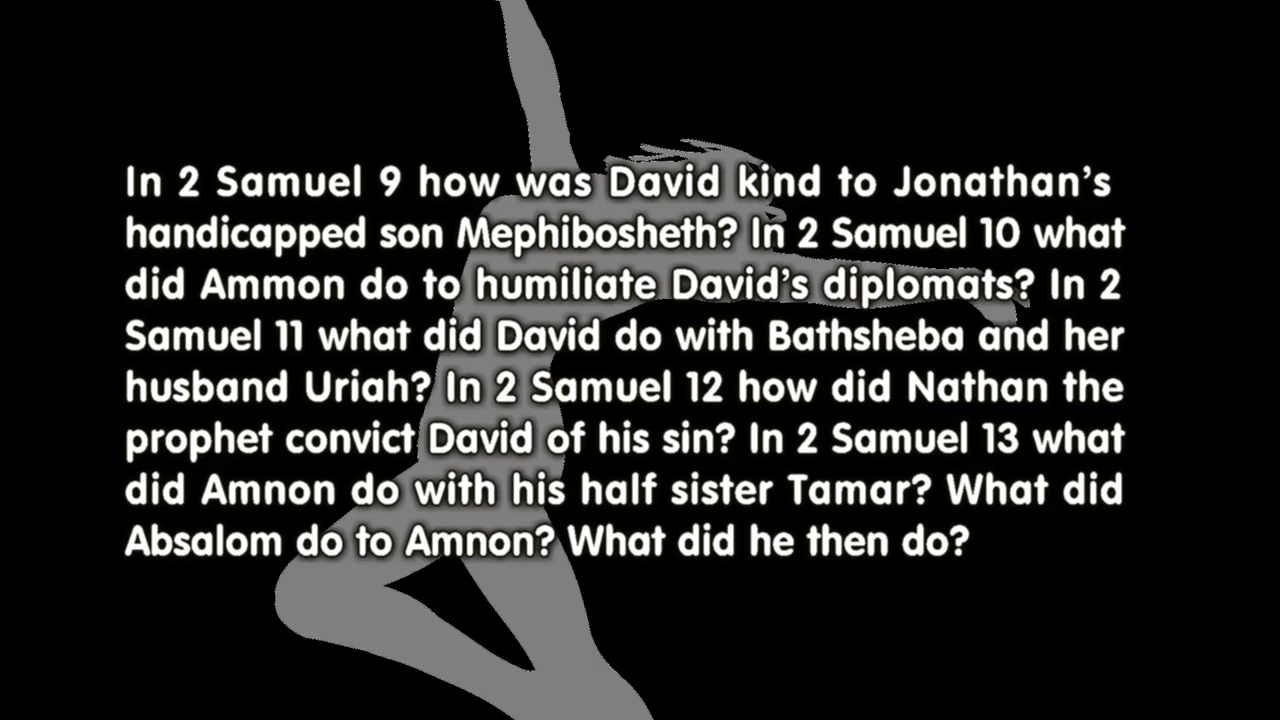 In 2 Samuel 9 how was David kind to Jonathan’s
handicapped son Mephibosheth? In 2 Samuel 10 what
did Ammon do to humiliate David’s diplomats? In 2
Samuel 11 what did David do with Bathsheba and her
husband Uriah? In 2 Samuel 12 how did Nathan the
prophet convict David of his sin? In 2 Samuel 13 what
did Amnon do with his half sister Tamar? What did
Absalom do to Amnon? What did he then do?